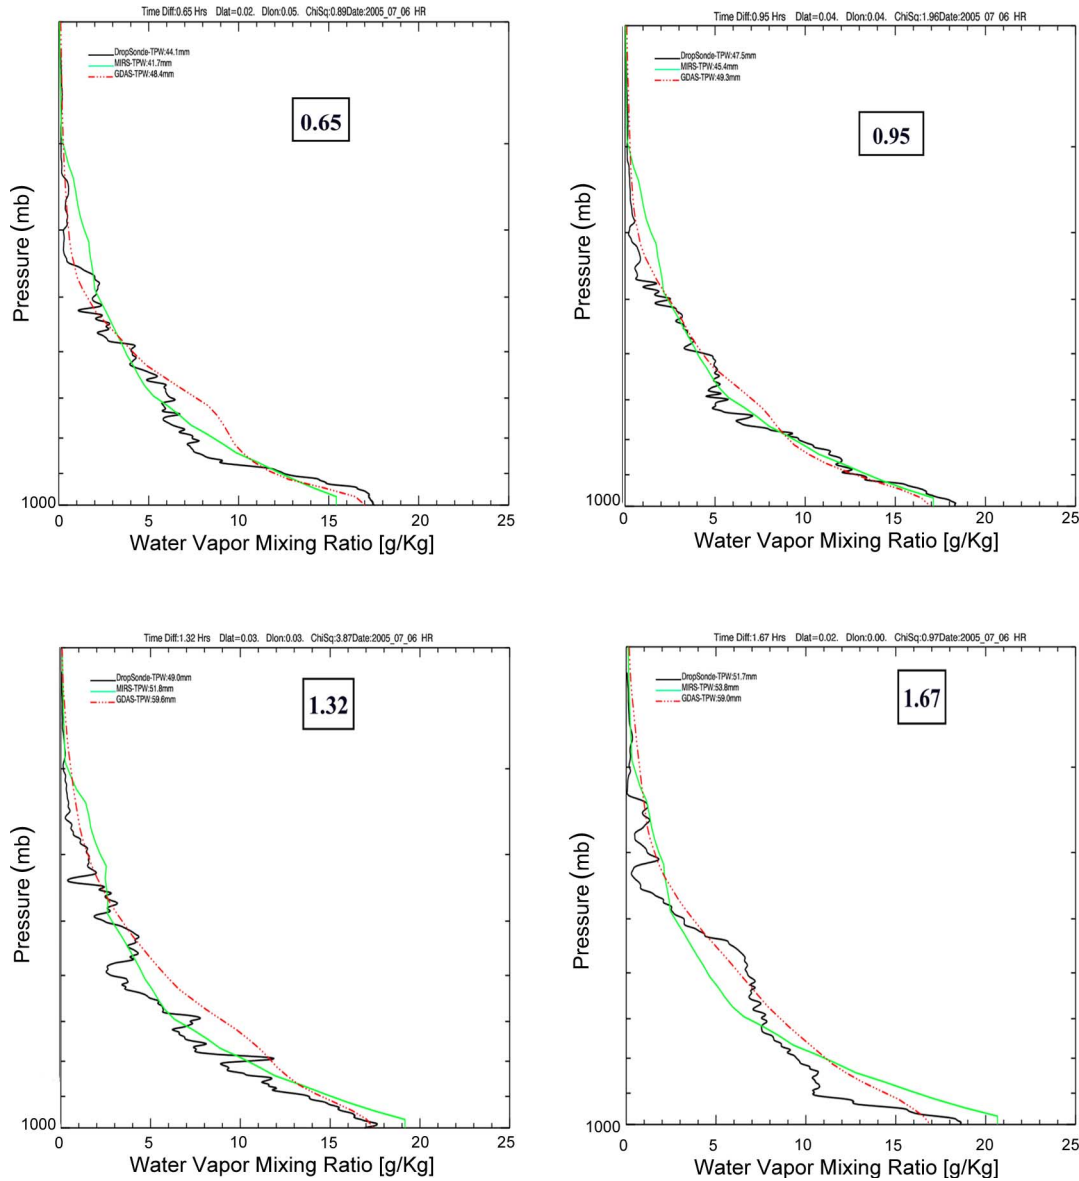 Time Diff:0.65 Hrs Dlat=0.02. Dlon:0.05. ChiSq:0.89Date:2005_07_06 HR
DropSonde-TPW:44.1mm
MIRS-TPW:41.7mm
GDAS-TPW:48.4mm
0.65
Pressure (mb)
1000
0 5 10 15 20 25
Water Vapor Mixing Ratio [g/Kg]
Time Diff:0.95 Hrs Dlat=0.04. Dlon:0.04. ChiSq:1.96Date:2005_07_06 HR
DropSonde-TPW:47.5mm
MIRS-TPW:45.4mm
GDAS-TPW:49.3mm
0.95
Pressure (mb)
1000
0 5 10 15 20 25
Water Vapor Mixing Ratio [g/Kg]
Time Diff:1.32 Hrs Dlat=0.03. Dlon:0.03. ChiSq:3.87Date:2005_07_06 HR
DropSonde-TPW:49.0mm
MIRS-TPW:51.8mm
GDAS-TPW:59.6mm
1.32
Pressure (mb)
1000
0 5 10 15 20 25
Water Vapor Mixing Ratio [g/Kg]
Time Diff:1.67 Hrs Dlat=0.02. Dlon:0.00. ChiSq:0.97Date:2005_07_06 HR
DropSonde-TPW:51.7mm
MIRS-TPW:53.8mm
GDAS-TPW:59.0mm
1.67
Pressure (mb)
1000
0 5 10 15 20 25
Water Vapor Mixing Ratio [g/Kg]